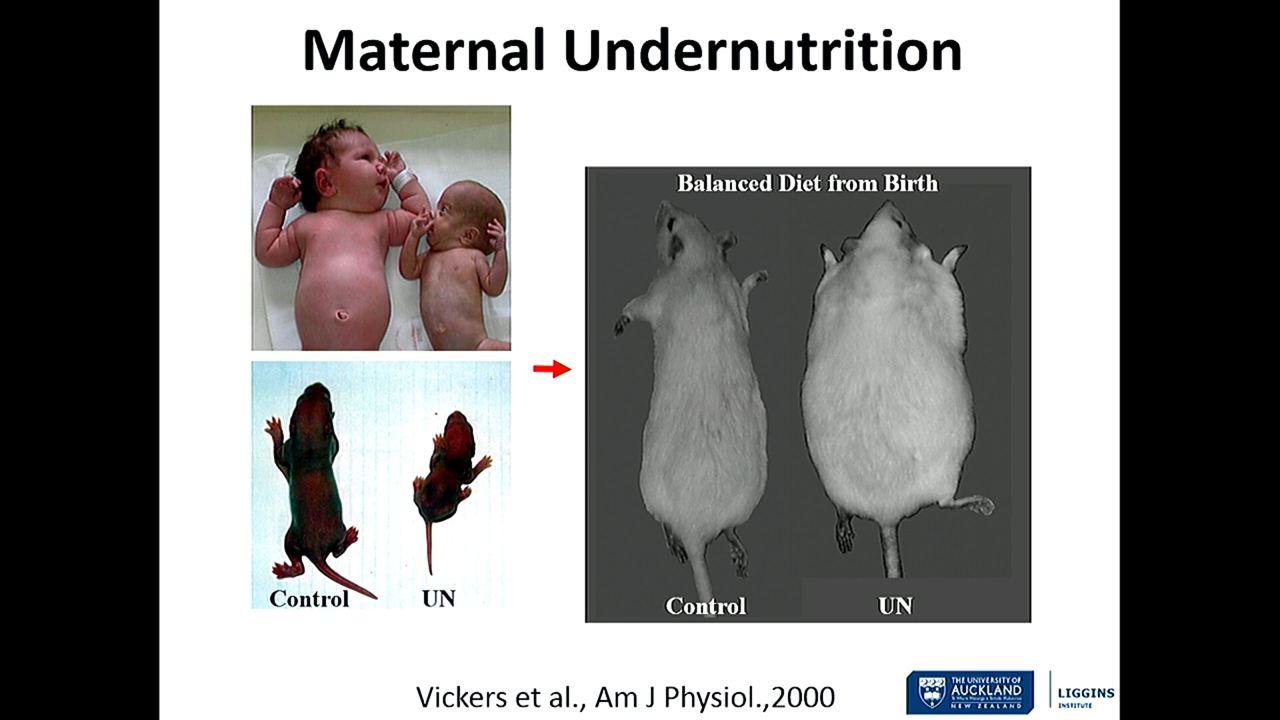 Maternal Undernutrition
Balanced Diet from Birth
Control
UN
Control
UN
Vickers et al., Am J Physiol.,2000
THE UNIVERSITY OF
AUCKLAND
NEW ZEALAND
LIGGINS
INSTITUTE